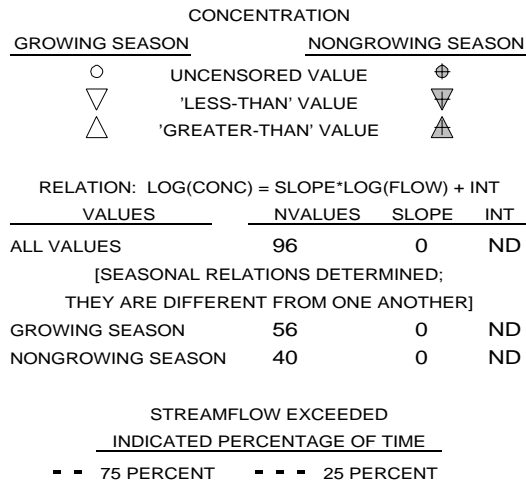 CONCENTRATION
GROWING SEASON NONGROWING SEASON
UNCENSORED VALUE
'LESS-THAN' VALUE
'GREATER-THAN' VALUE
RELATION: LOG(CONC) = SLOPE*LOG(FLOW) + INT
VALUES NVALUES SLOPE INT
ALL VALUES 96 0 ND
[SEASONAL RELATIONS DETERMINED;
THEY ARE DIFFERENT FROM ONE ANOTHER]
GROWING SEASON 56 0 ND
NONGROWING SEASON 40 0 ND
STREAMFLOW EXCEEDED
INDICATED PERCENTAGE OF TIME
75 PERCENT 25 PERCENT